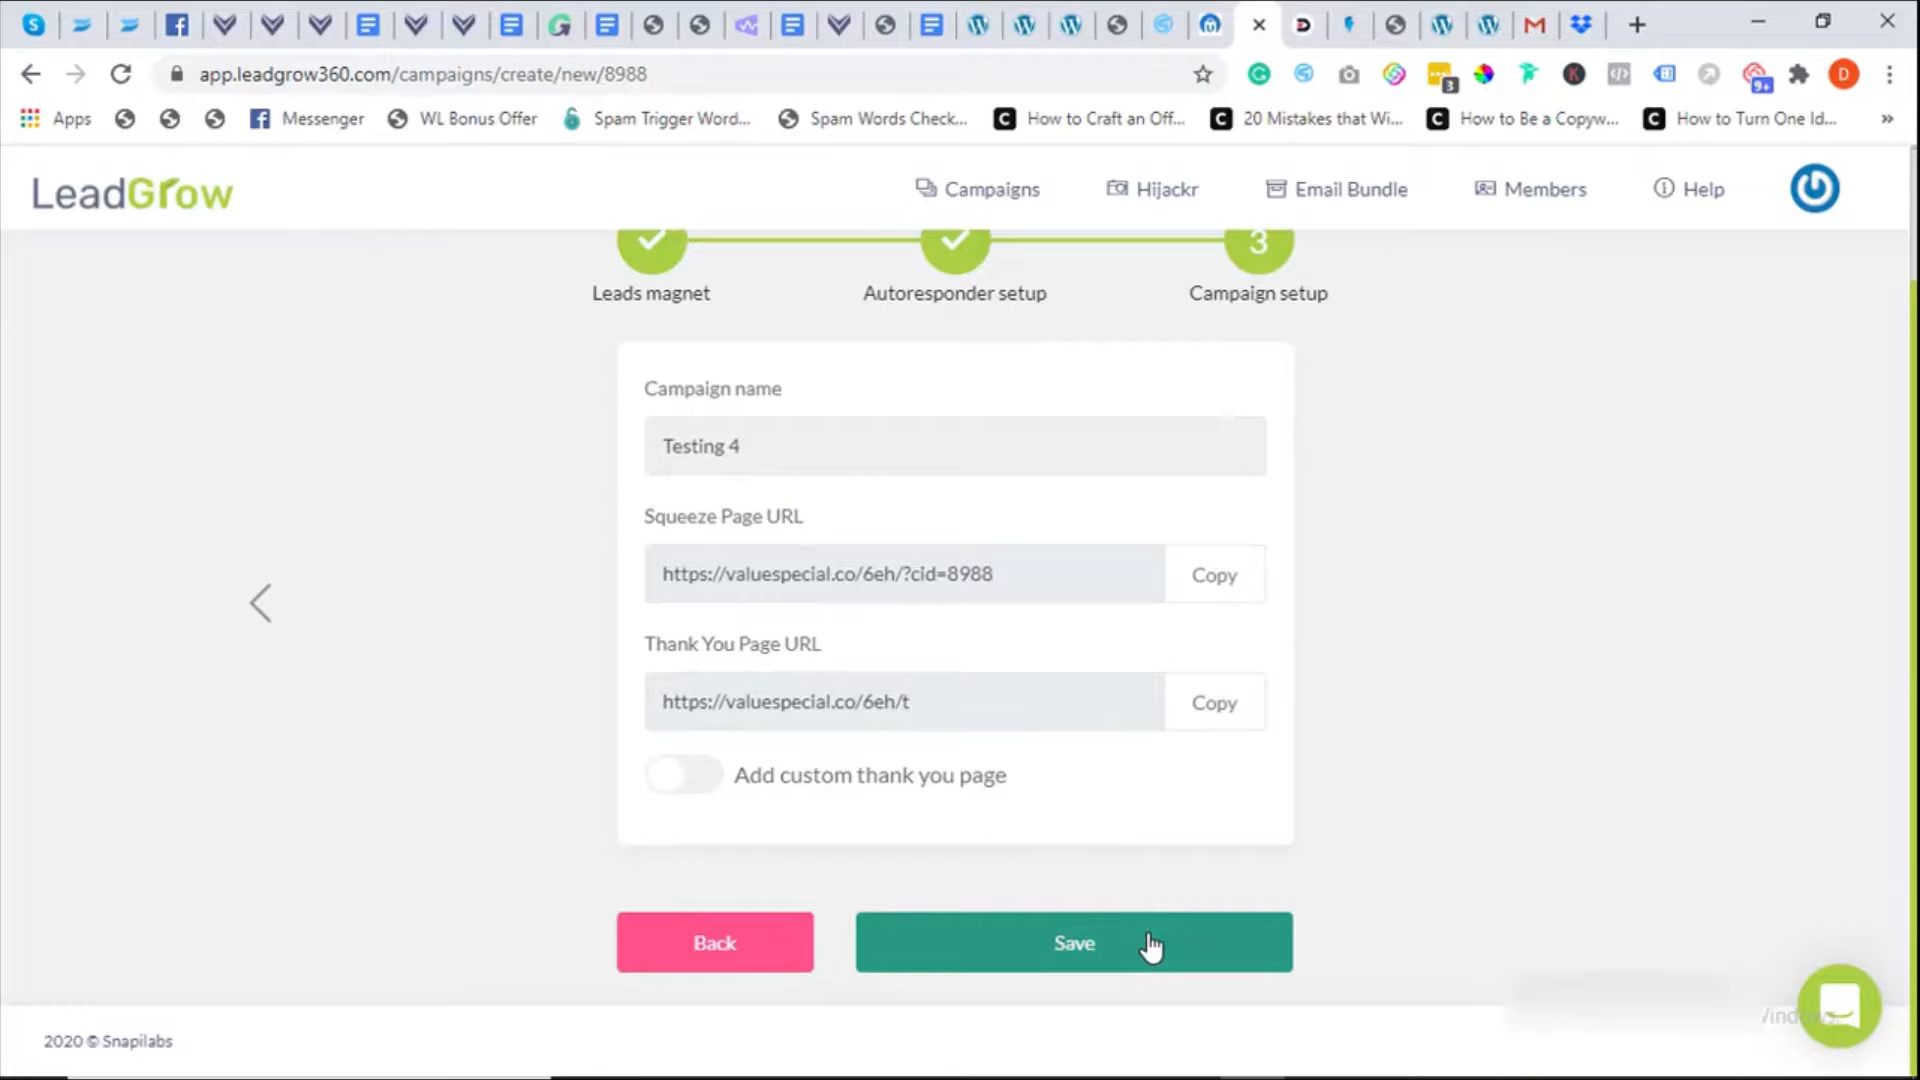 app.leadgrow360.com/campaigns/create/new/8988
3
9+
D
Apps
Messenger
WL Bonus Offer
Spam Trigger Word...
Spam Words Check...
How to Craft an Off...
20 Mistakes that Wi...
How to Be a Copyw...
How to Turn One Id...
»
LeadGrow
Campaigns
Hijackr
Email Bundle
Members
Help
3
Leads magnet
Autoresponder setup
Campaign setup
Campaign name
Testing 4
Squeeze Page URL
https://valuespecial.co/6eh/?cid=8988
Copy
Thank You Page URL
https://valuespecial.co/6eh/t
Copy
Add custom thank you page
Back
Save
2020 © Snapilabs